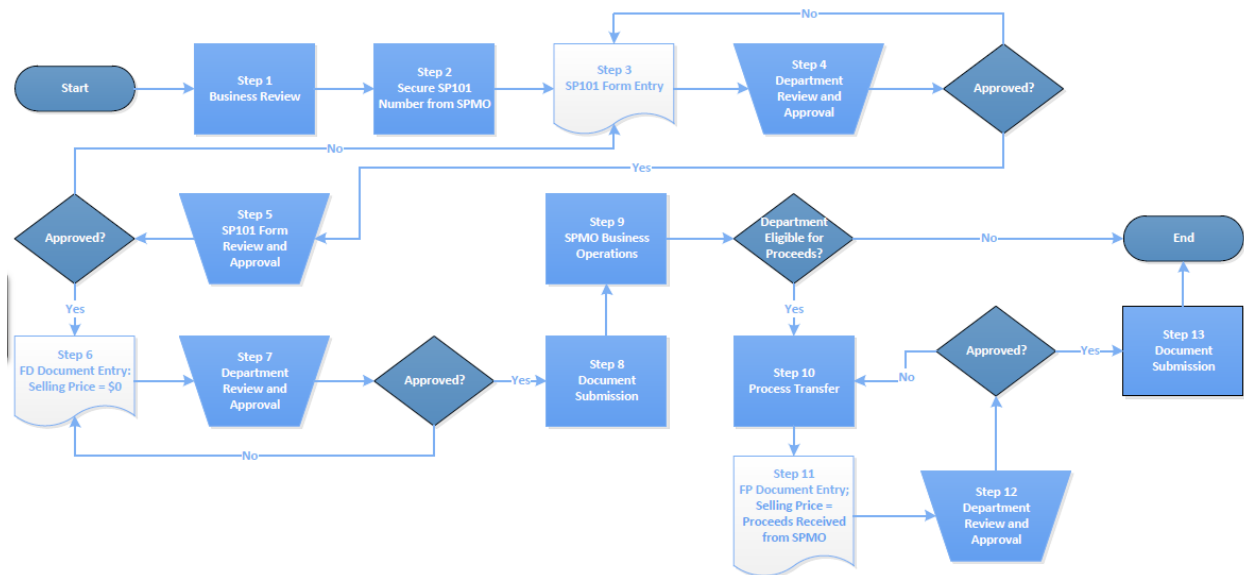 No
Start
Step 1
Business Review
Step 2
Secure SP101
Number from SPMO
Step 3
SP101 Form Entry
Step 4
Department
Review and
Approval
Approved?
No
Yes
Approved?
Step 5
SP101 Form
Review and
Approval
Step 9
SPMO Business
Operations
Department
Eligible for
Proceeds?
No
End
Yes
Yes
Step 6
FD Document Entry:
Selling Price = $0
Step 7
Department
Review and
Approval
Approved?
Yes
Step 8
Document
Submission
No
Step 10
Process Transfer
No
Approved?
Yes
Step 13
Document
Submission
Step 11
FP Document Entry;
Selling Price =
Proceeds Received
from SPMO
Step 12
Department
Review and
Approval